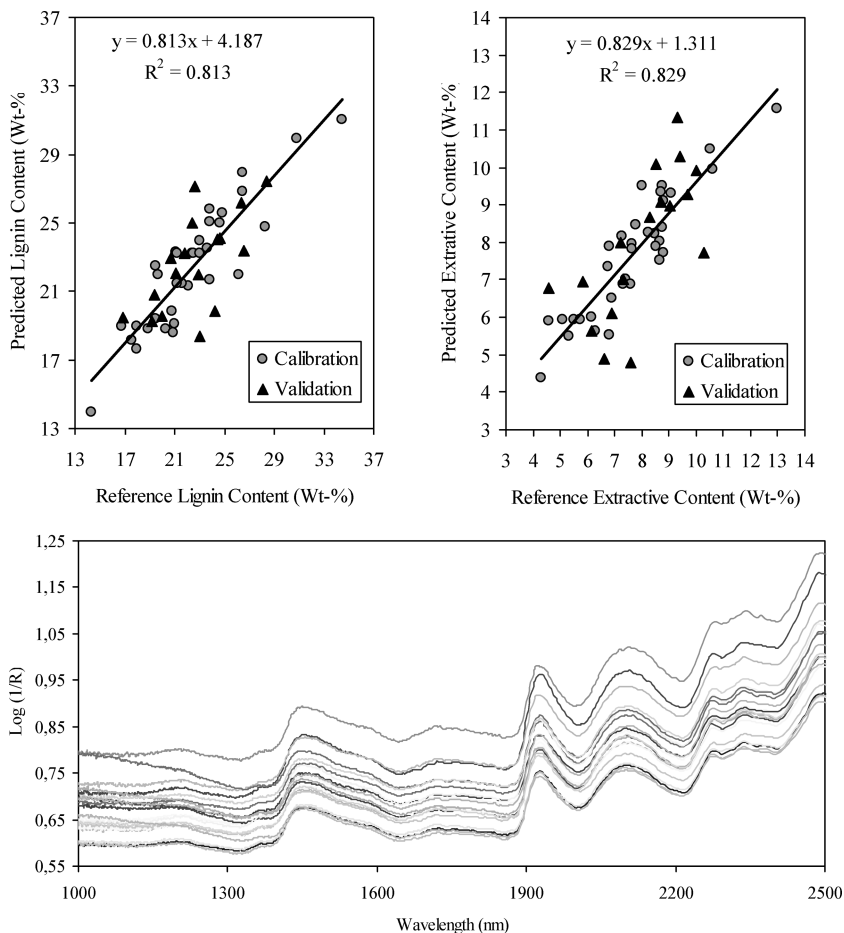 37
33
29
25
21
17
13
Predicted Lignin Content (Wt-%
y = 0.813x + 4.187
R² = 0.813
Calibration
Validation
13 17 21 25 29 33 37
Reference Lignin Content (Wt-%)
14
13
12
11
10
9
8
7
6
5
4
3
Predicted Extrative Content (Wt-%
y = 0.829x + 1.311
R² = 0.829
Calibration
Validation
3 4 5 6 7 8 9 10 11 12 13 14
Reference Extractive Content (Wt-%)
1,25
1,15
1,05
0,95
0,85
0,75
0,65
0,55
Log (1/R)
1000 1300 1600 1900 2200 2500
Wavelength (nm)